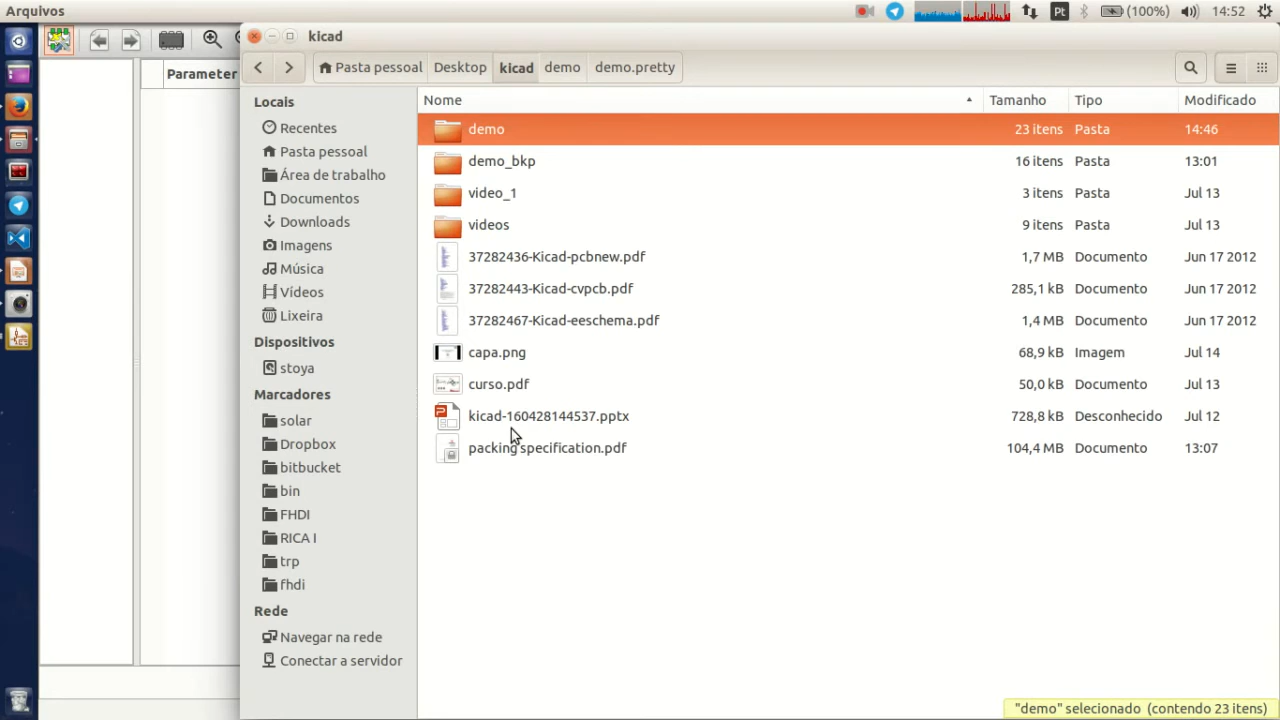 Arquivos
Pt
(100%)
14:52
kicad
Parameter
Pasta pessoal
Desktop
kicad
demo
demo.pretty
Locais
Recentes
Pasta pessoal
Área de trabalho
Documentos
Downloads
Imagens
Música
Vídeos
Lixeira
Dispositivos
stoya
Marcadores
solar
Dropbox
bitbucket
bin
FHDI
RICA I
trp
fhdi
Rede
Navegar na rede
Conectar a servidor
Nome Tamanho Tipo Modificado
demo 23 itens Pasta 14:46
demo_bkp 16 itens Pasta 13:01
video_1 3 itens Pasta Jul 13
videos 9 itens Pasta Jul 13
37282436-Kicad-pcbnew.pdf 1,7 MB Documento Jun 17 2012
37282443-Kicad-cvpcb.pdf 285,1 kB Documento Jun 17 2012
37282467-Kicad-eeschema.pdf 1,4 MB Documento Jun 17 2012
capa.png 68,9 kB Imagem Jul 14
curso.pdf 50,0 kB Documento Jul 13
kicad-160428144537.pptx 728,8 kB Desconhecido Jul 12
packing specification.pdf 104,4 MB Documento 13:07
"demo" selecionado (contendo 23 itens)